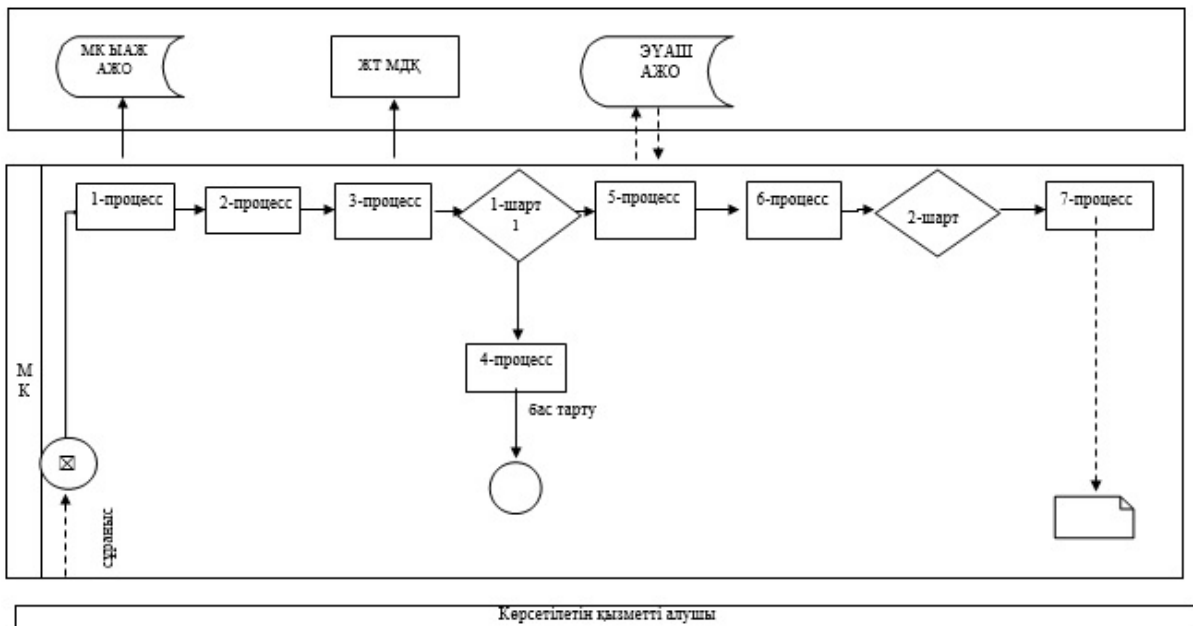 МК ЫАЖ
АЖО
ЖТ МДҚ
ЭҮАШ
АЖО
1-процесс
2-процесс
3-процесс
1-шарт
1
5-процесс
6-процесс
2-шарт
7-процесс
4-процесс
бас тарту
М
К
сұраныс
Көрсетілетін қызметті алушы